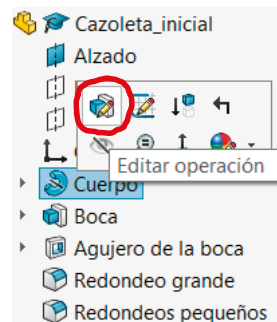 Cazoleta_inicial
Alzado
Editar operación
Cuerpo
Boca
Agujero de la boca
Redondeo grande
Redondeos pequeños